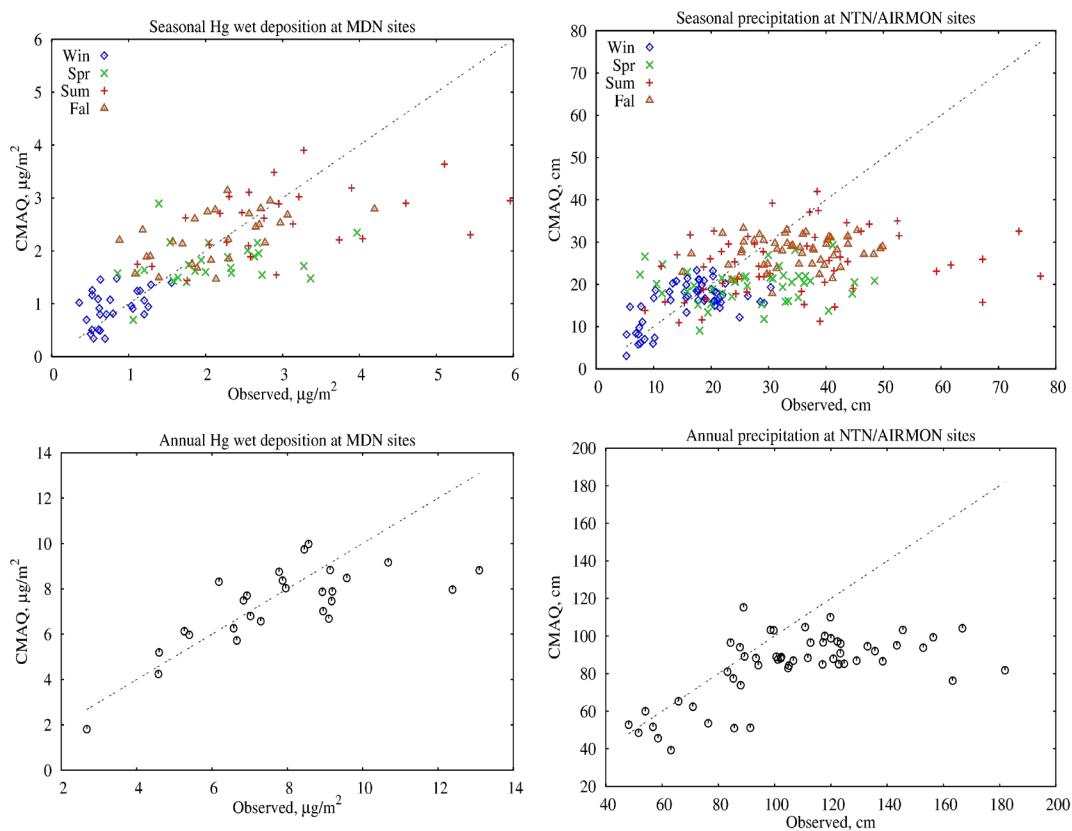 Seasonal Hg wet deposition at MDN sites
6
5
4
3
2
1
0
CMAQ, μg/m²
Win
Spr
Sum
Fal
0 1 2 3 4 5 6
Observed, μg/m²
Seasonal precipitation at NTN/AIRMON sites
80
70
60
50
40
30
20
10
0
CMAQ, cm
Win
Spr
Sum
Fal
0 10 20 30 40 50 60 70 80
Observed, cm
Annual Hg wet deposition at MDN sites
14
12
10
8
6
4
2
0
CMAQ, μg/m²
2 4 6 8 10 12 14
Observed, μg/m²
Annual precipitation at NTN/AIRMON sites
200
180
160
140
120
100
80
60
40
20
CMAQ, cm
40 60 80 100 120 140 160 180 200
Observed, cm